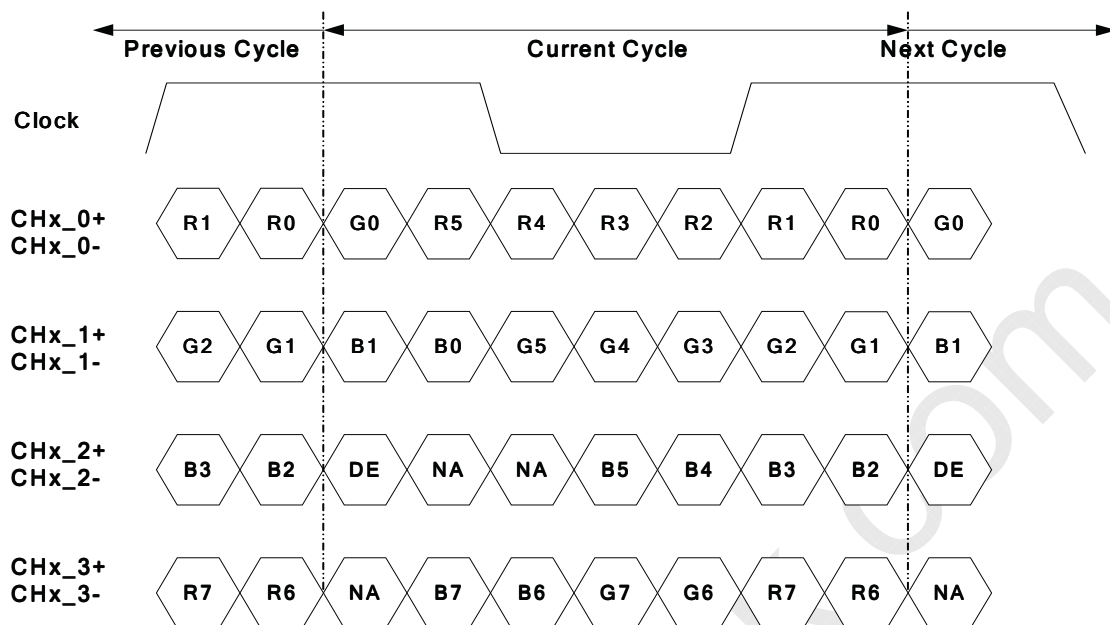 Previous Cycle Current Cycle Next Cycle
Clock
CHx_0+ R1 R0 G0 R5 R4 R3 R2 R1 R0 G0
CHx_0-
CHx_1+ G2 G1 B1 B0 G5 G4 G3 G2 G1 B1
CHx_1-
CHx_2+ B3 B2 DE NA NA B5 B4 B3 B2 DE
CHx_2-
CHx_3+ R7 R6 NA B7 B6 G7 G6 R7 R6 NA
CHx_3-
om